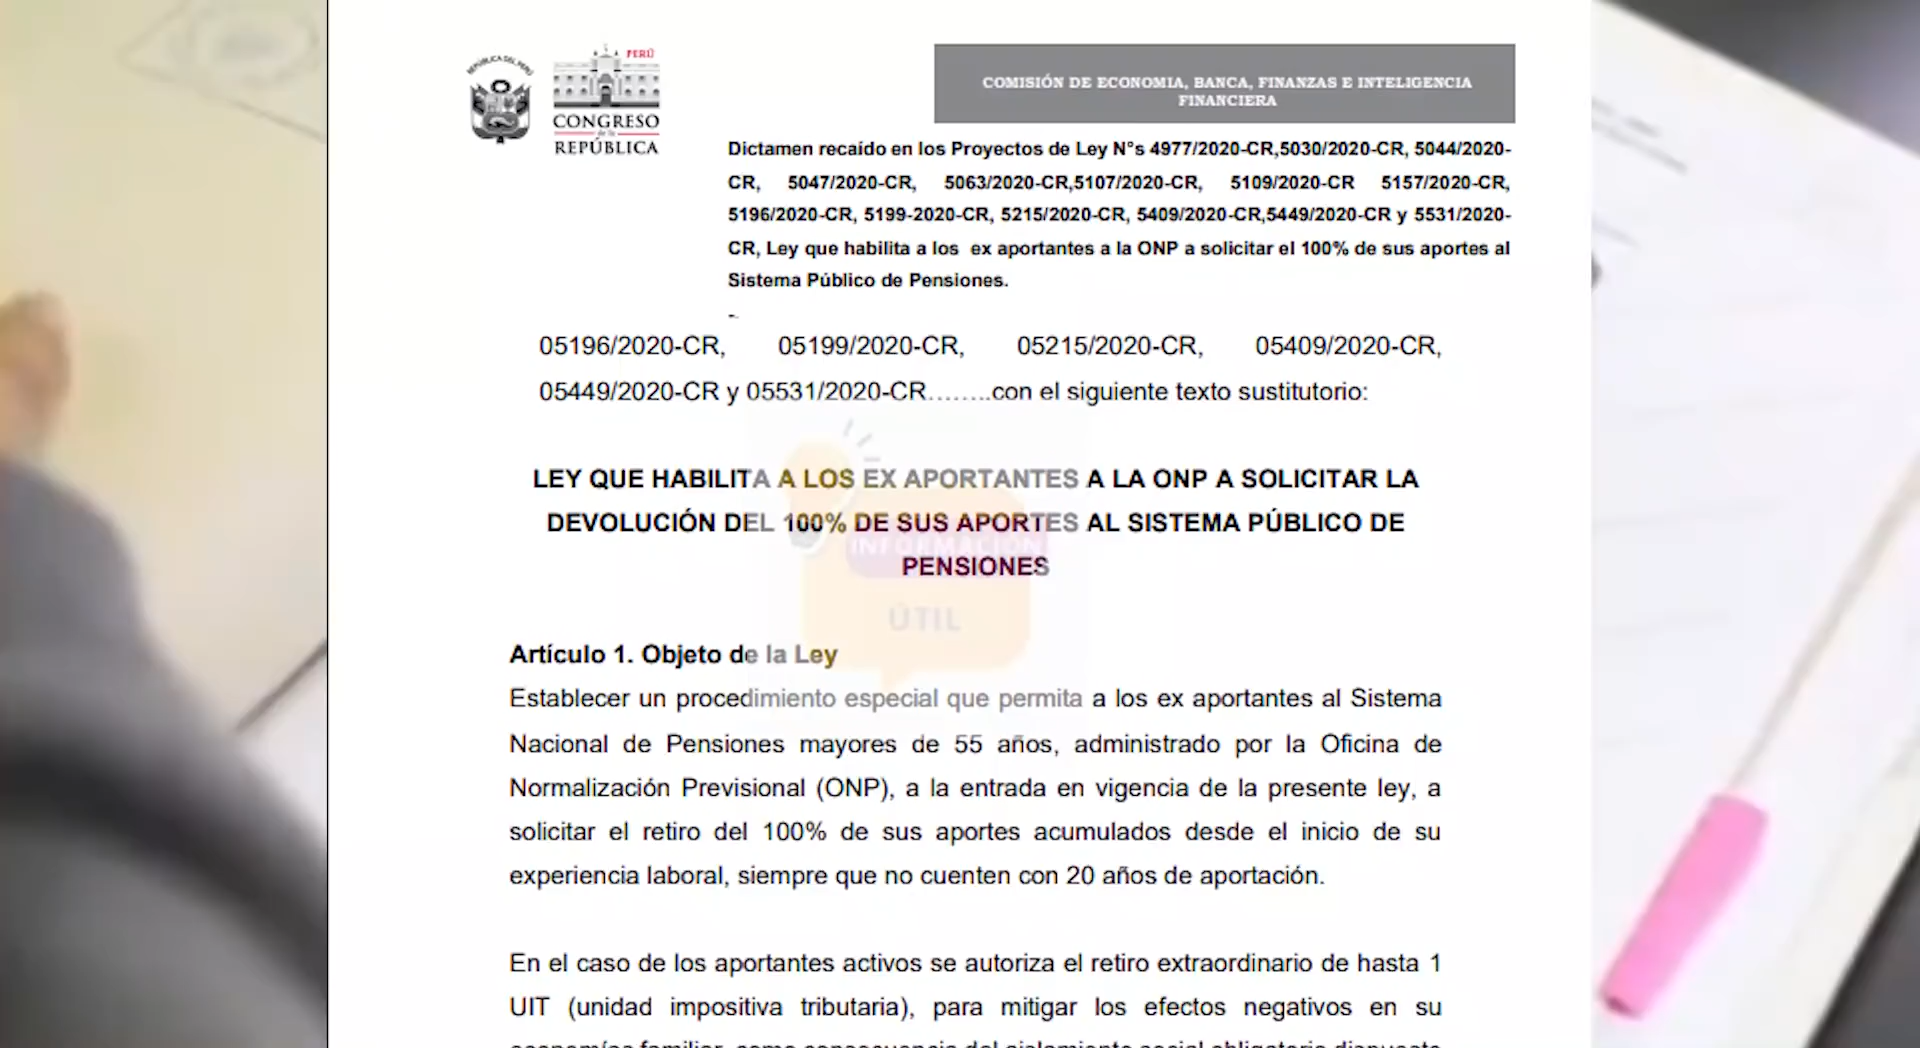 REPÚBLICA DEL PERÚ
PERÚ
CONGRESO
de la
REPÚBLICA
COMISIÓN DE ECONOMIA, BANCA, FINANZAS E INTELIGENCIA
FINANCIERA
Dictamen recaído en los Proyectos de Ley N°s 4977/2020-CR,5030/2020-CR, 5044/2020-
CR, 5047/2020-CR, 5063/2020-CR,5107/2020-CR, 5109/2020-CR 5157/2020-CR,
5196/2020-CR, 5199-2020-CR, 5215/2020-CR, 5409/2020-CR,5449/2020-CR y 5531/2020-
CR, Ley que habilita a los ex aportantes a la ONP a solicitar el 100% de sus aportes al
Sistema Público de Pensiones.
-
05196/2020-CR, 05199/2020-CR, 05215/2020-CR, 05409/2020-CR,
05449/2020-CR y 05531/2020-CR……..con el siguiente texto sustitutorio:
LEY QUE HABILITA A LOS EX APORTANTES A LA ONP A SOLICITAR LA
DEVOLUCIÓN DEL 100% DE SUS APORTES AL SISTEMA PÚBLICO DE
PENSIONES
INFORMACIÓN
ÚTIL
Artículo 1. Objeto de la Ley
Establecer un procedimiento especial que permita a los ex aportantes al Sistema
Nacional de Pensiones mayores de 55 años, administrado por la Oficina de
Normalización Previsional (ONP), a la entrada en vigencia de la presente ley, a
solicitar el retiro del 100% de sus aportes acumulados desde el inicio de su
experiencia laboral, siempre que no cuenten con 20 años de aportación.
En el caso de los aportantes activos se autoriza el retiro extraordinario de hasta 1
UIT (unidad impositiva tributaria), para mitigar los efectos negativos en su
economías familiar, como consecuencia del aislamiento social obligatorio dispuesto